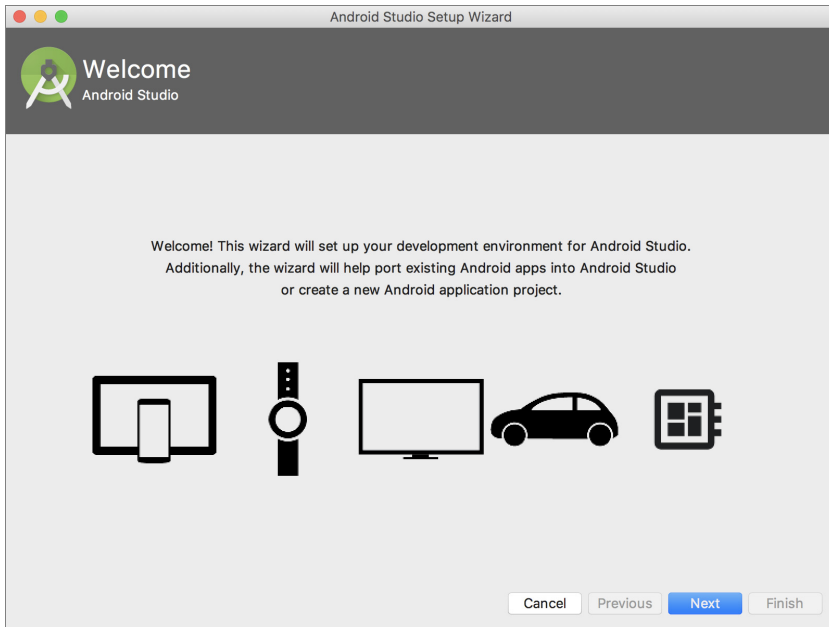 Android Studio Setup Wizard
Welcome
Android Studio
Welcome! This wizard will set up your development environment for Android Studio.
Additionally, the wizard will help port existing Android apps into Android Studio
or create a new Android application project.
Cancel Previous Next Finish